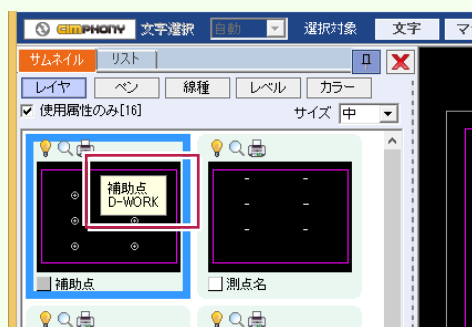 aimPHONY 文字選択 自動 選択対象 文字 マ
サムネイル リスト
レイヤ ペン 線種 レベル カラー
使用属性のみ[16] サイズ 中
補助点
D-WORK
補助点 測点名